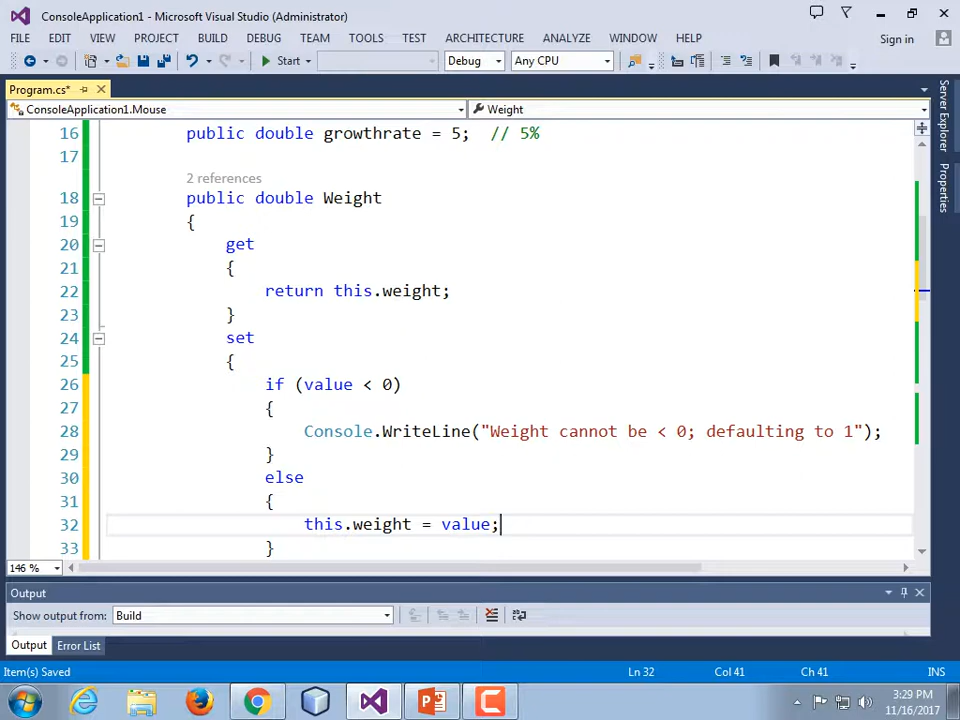 ConsoleApplication1 - Microsoft Visual Studio (Administrator)
FILE EDIT VIEW PROJECT BUILD DEBUG TEAM TOOLS TEST ARCHITECTURE ANALYZE WINDOW HELP Sign in
Start Debug Any CPU
Program.cs*
ConsoleApplication1.Mouse Weight
16 public double growthrate = 5; // 5%
17
2 references
18 public double Weight
19 {
20 get
21 {
22 return this.weight;
23 }
24 set
25 {
26 if (value < 0)
27 {
28 Console.WriteLine("Weight cannot be < 0; defaulting to 1");
29 }
30 else
31 {
32 this.weight = value;
33 }
146 %
Server Explorer
Properties
Output
Show output from: Build
Output Error List
Item(s) Saved Ln 32 Col 41 Ch 41 INS
3:29 PM
11/16/2017